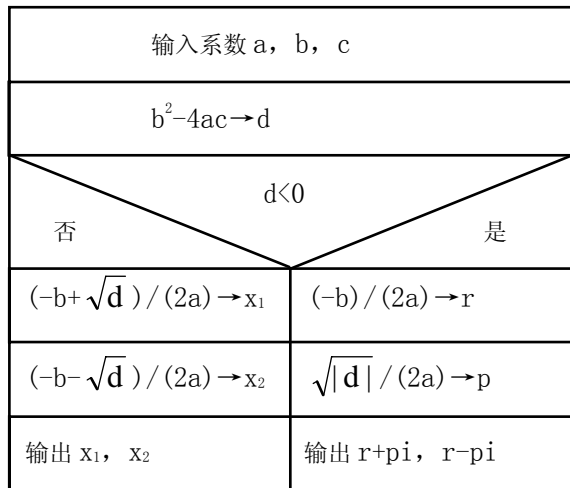 输入系数 a，b，c
b²-4ac→d
d<0
否
是
(-b+√d)/(2a)→x₁
(-b)/(2a)→r
(-b-√d)/(2a)→x₂
√|d|/(2a)→p
输出 x₁，x₂
输出 r+pi，r-pi